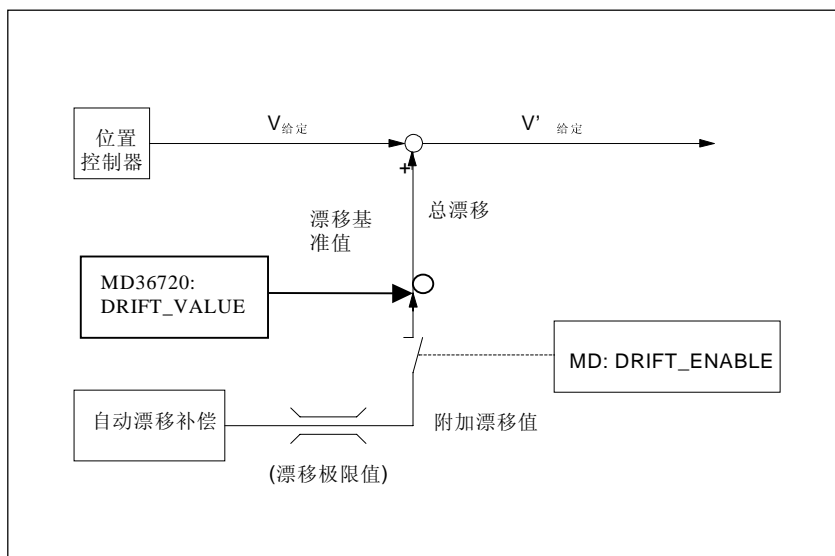 V给定
V' 给定
位置
控制器
+
总漂移
漂移基
准值
MD36720:
DRIFT_VALUE
MD: DRIFT_ENABLE
自动漂移补偿
附加漂移值
(漂移极限值)